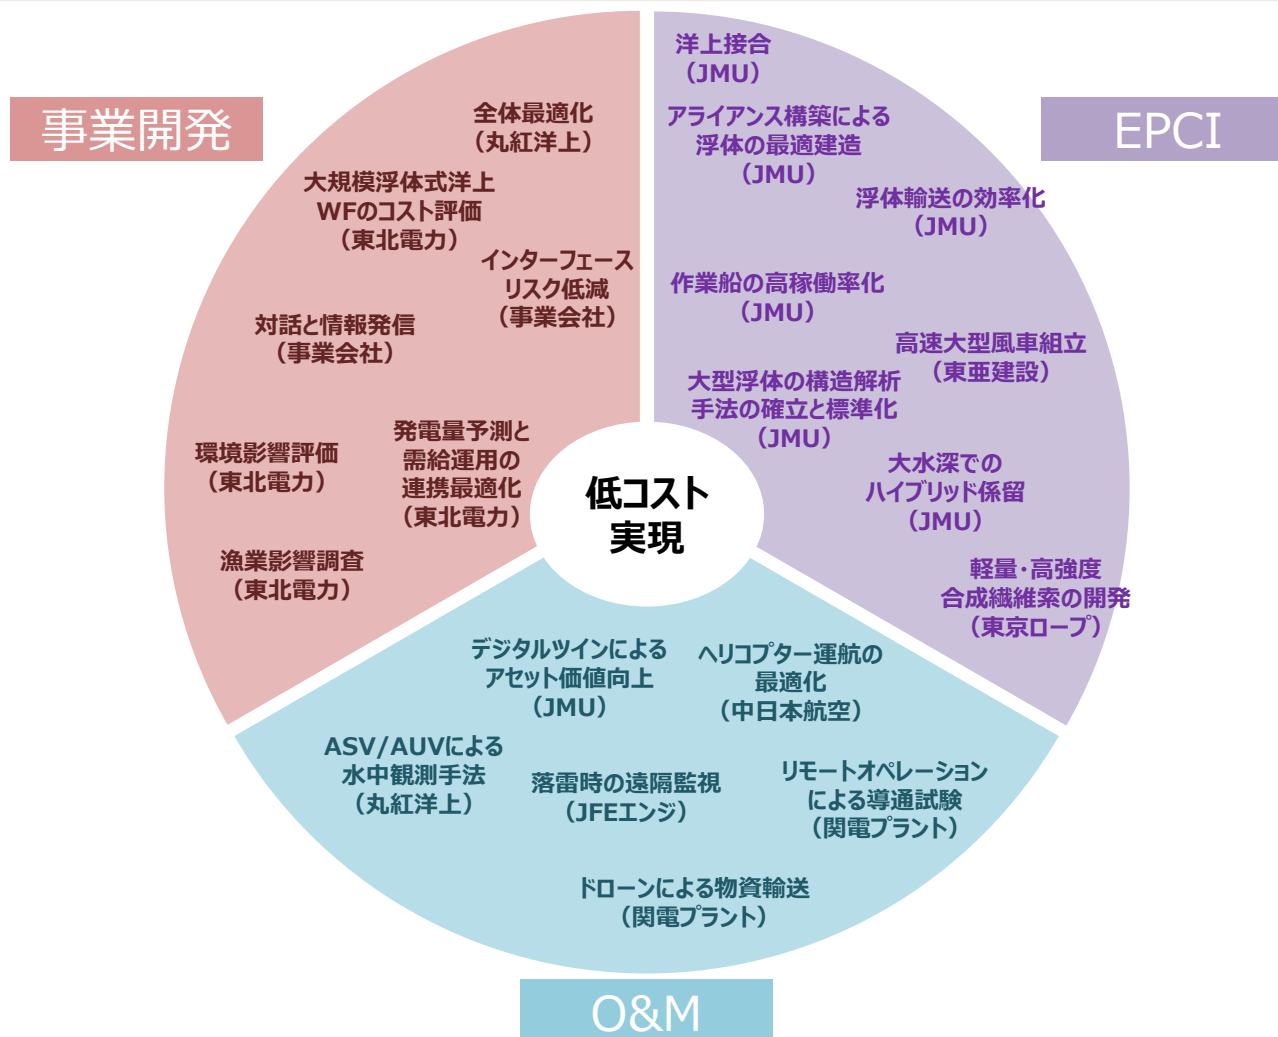 事業開発
全体最適化
（丸紅洋上）
大規模浮体式洋上
WFのコスト評価
（東北電力）
インターフェース
リスク低減
（事業会社）
対話と情報発信
（事業会社）
発電量予測と
需給運用の
連携最適化
（東北電力）
環境影響評価
（東北電力）
漁業影響調査
（東北電力）
EPCI
洋上接合
（JMU）
アライアンス構築による
浮体の最適建造
（JMU）
浮体輸送の効率化
（JMU）
作業船の高稼働率化
（JMU）
高速大型風車組立
（東亜建設）
大型浮体の構造解析
手法の確立と標準化
（JMU）
大水深での
ハイブリッド係留
（JMU）
軽量・高強度
合成繊維索の開発
（東京ロープ）
低コスト
実現
デジタルツインによる
アセット価値向上
（JMU）
ヘリコプター運航の
最適化
（中日本航空）
ASV/AUVによる
水中観測手法
（丸紅洋上）
落雷時の遠隔監視
（JFEエンジ）
リモートオペレーション
による導通試験
（関電プラント）
ドローンによる物資輸送
（関電プラント）
O&M